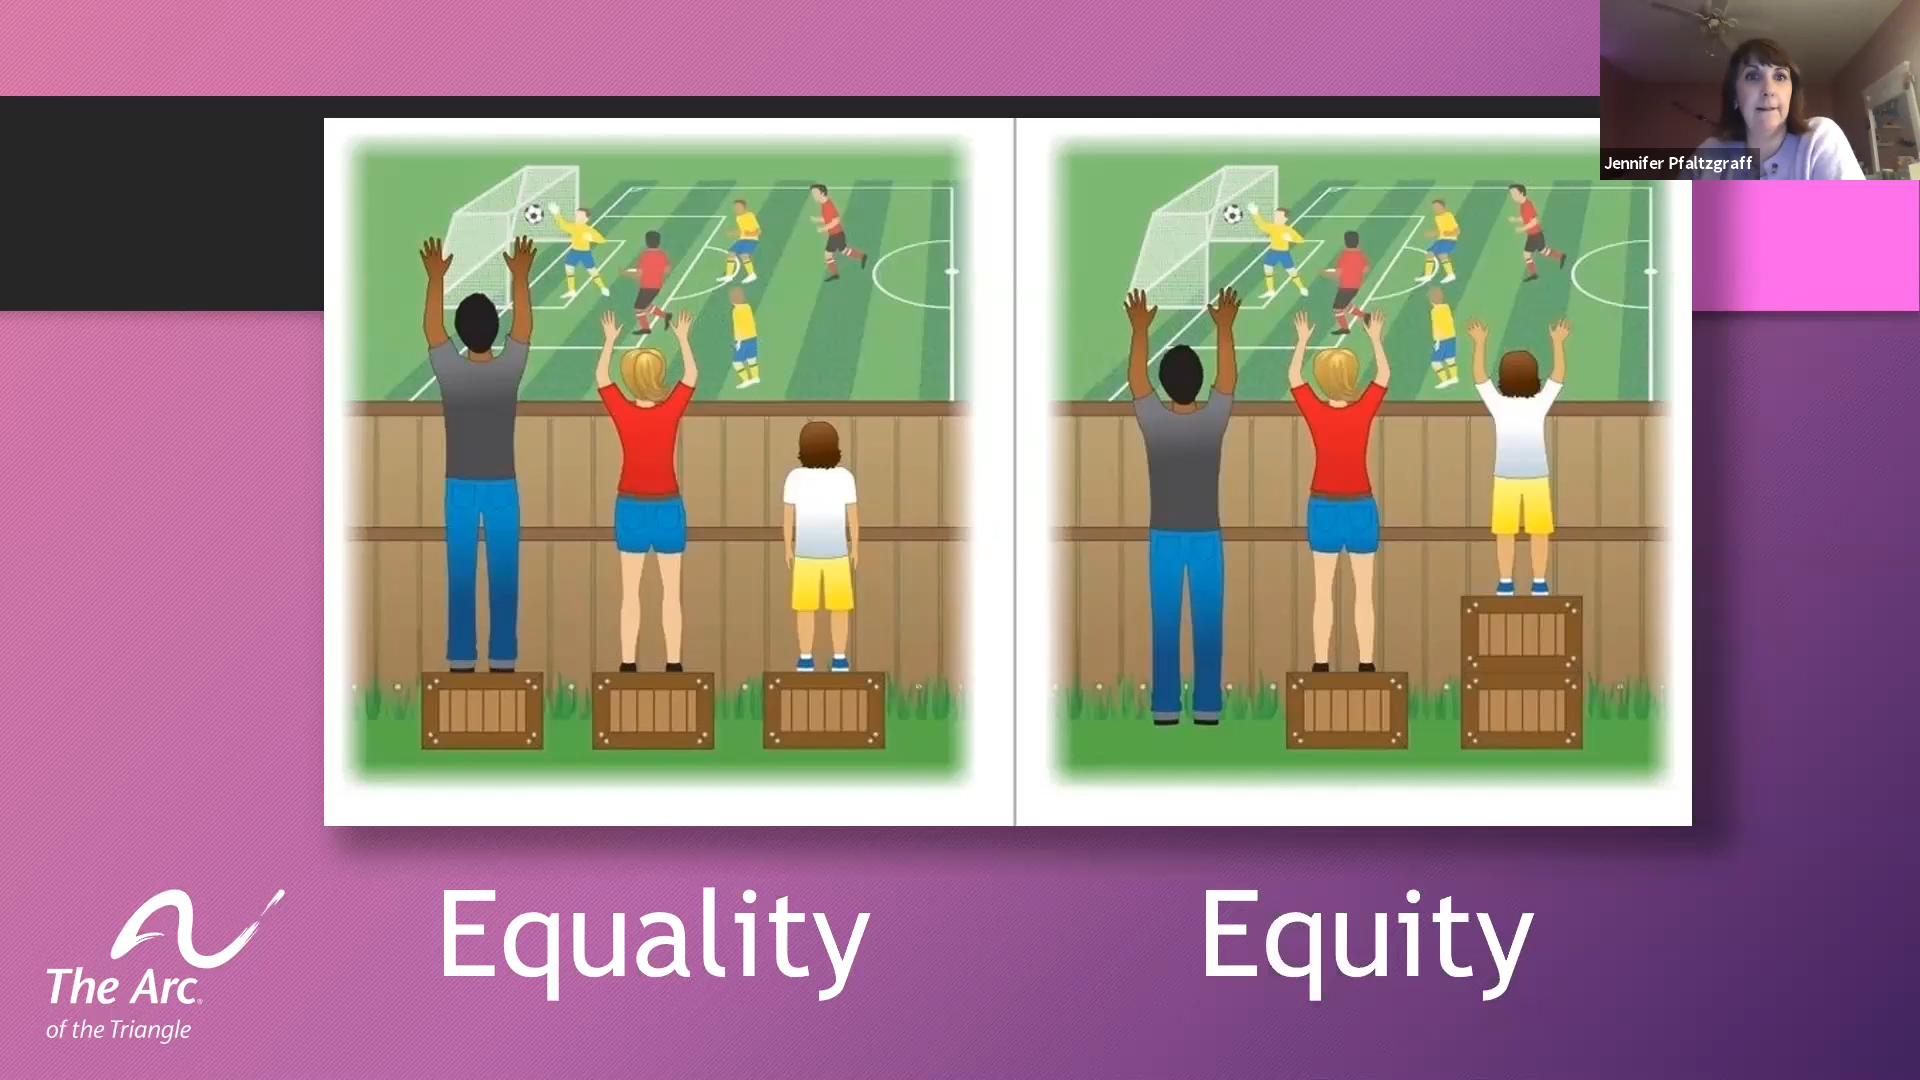 Jennifer Pfaltzgraff
Equality
Equity
The Arc®
of the Triangle